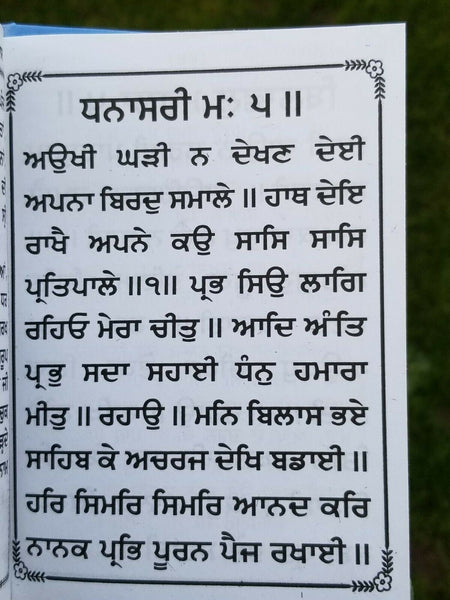 ਧਨਾਸਰੀ ਮਃ ੫ ॥
ਅਉਖੀ ਘੜੀ ਨ ਦੇਖਣ ਦੇਈ
ਅਪਨਾ ਬਿਰਦੁ ਸਮਾਲੇ ॥ ਹਾਥ ਦੇਇ
ਰਾਖੈ ਅਪਨੇ ਕਉ ਸਾਸਿ ਸਾਸਿ
ਪ੍ਰਤਿਪਾਲੇ ॥੧॥ ਪ੍ਰਭ ਸਿਉ ਲਾਗਿ
ਰਹਿਓ ਮੇਰਾ ਚੀਤੁ ॥ ਆਦਿ ਅੰਤਿ
ਪ੍ਰਭੁ ਸਦਾ ਸਹਾਈ ਧੰਨੁ ਹਮਾਰਾ
ਮੀਤੁ ॥ ਰਹਾਉ ॥ ਮਨਿ ਬਿਲਾਸ ਭਏ
ਸਾਹਿਬ ਕੇ ਅਚਰਜ ਦੇਖਿ ਬਡਾਈ ॥
ਹਰਿ ਸਿਮਰਿ ਸਿਮਰਿ ਆਨਦ ਕਰਿ
ਨਾਨਕ ਪ੍ਰਭਿ ਪੂਰਨ ਪੈਜ ਰਖਾਈ ॥